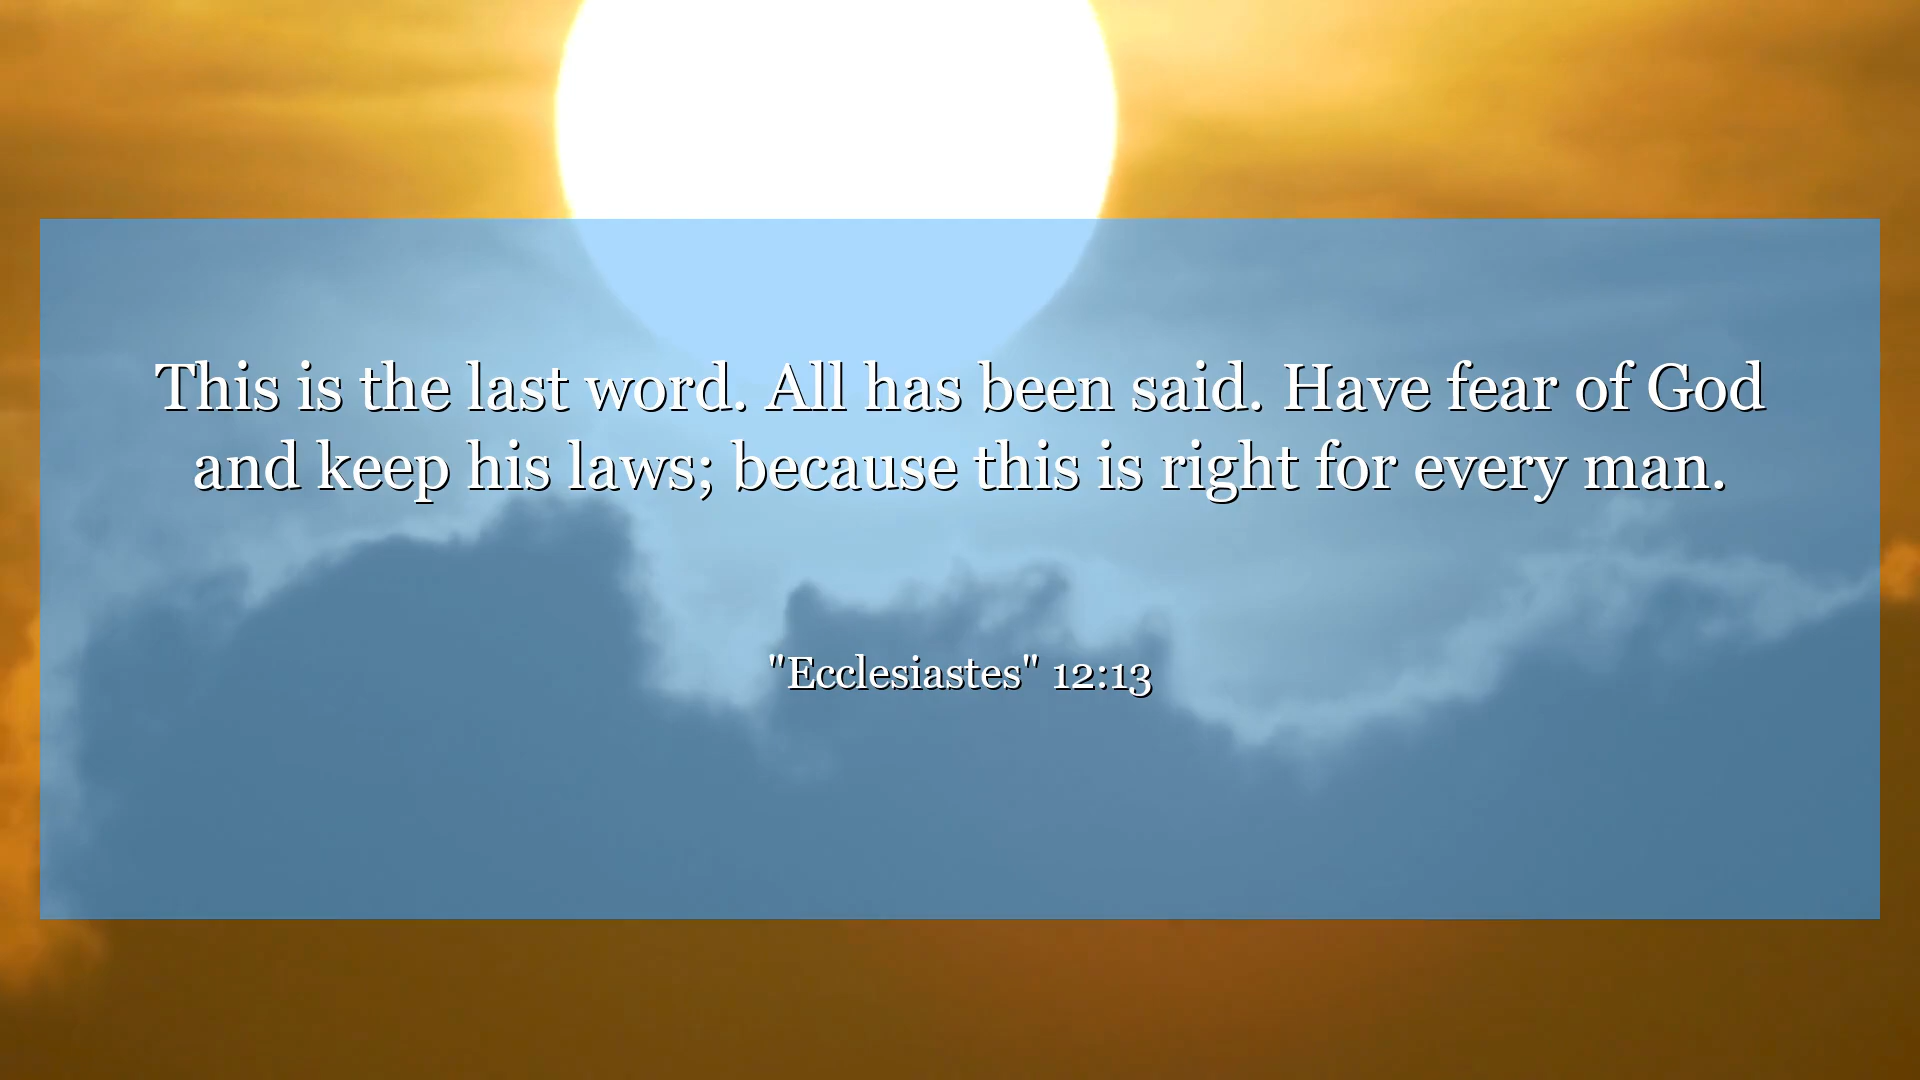 This is the last word. All has been said. Have fear of God
and keep his laws; because this is right for every man.
"Ecclesiastes" 12:13